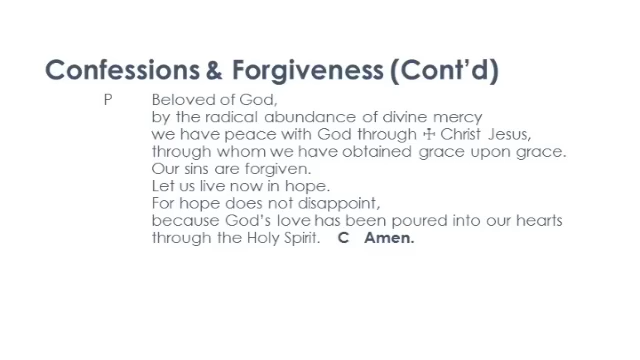 Confessions & Forgiveness (Cont’d)
P Beloved of God,
by the radical abundance of divine mercy
we have peace with God through ☩ Christ Jesus,
through whom we have obtained grace upon grace.
Our sins are forgiven.
Let us live now in hope.
For hope does not disappoint,
because God’s love has been poured into our hearts
through the Holy Spirit. C Amen.